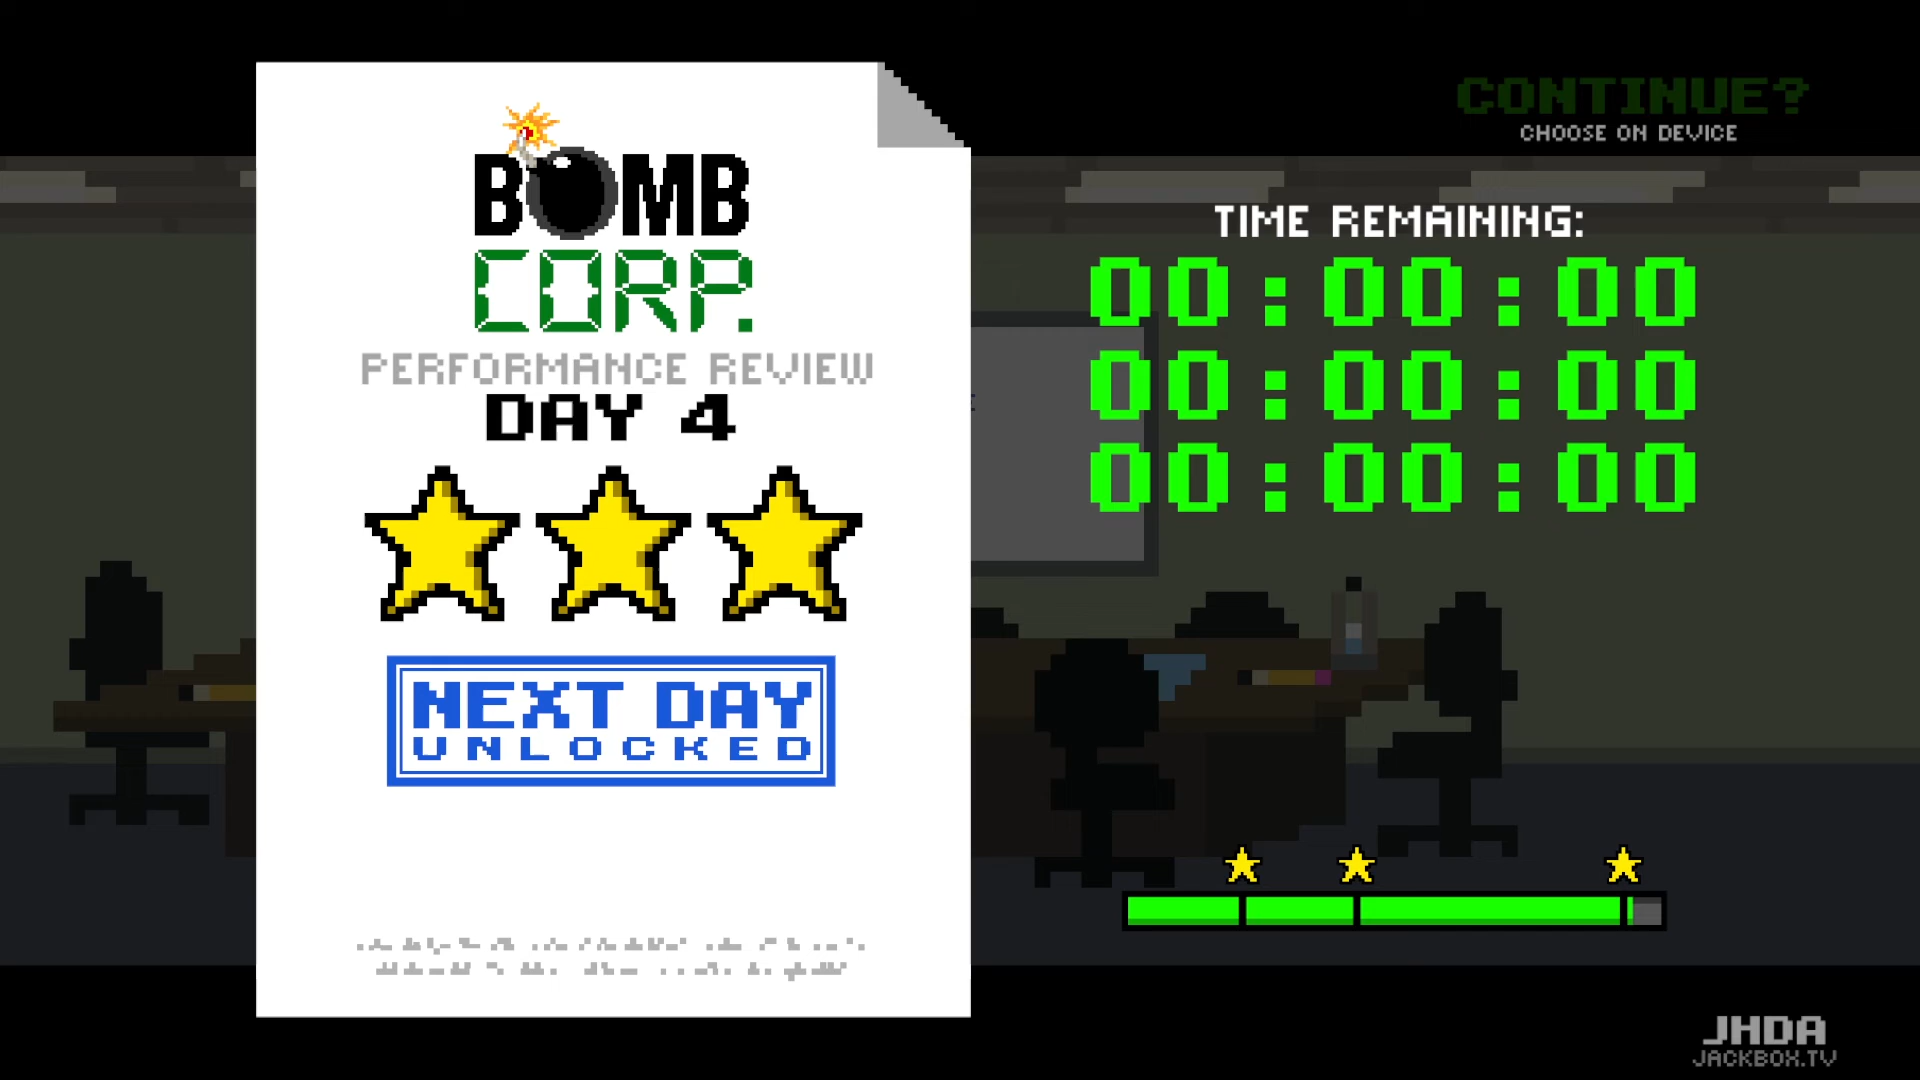 BOMB
CORP.
PERFORMANCE REVIEW
DAY 4
NEXT DAY
UNLOCKED
CONTINUE?
CHOOSE ON DEVICE
TIME REMAINING:
00:00:00
00:00:00
00:00:00
JHDA
JACKBOX.TV